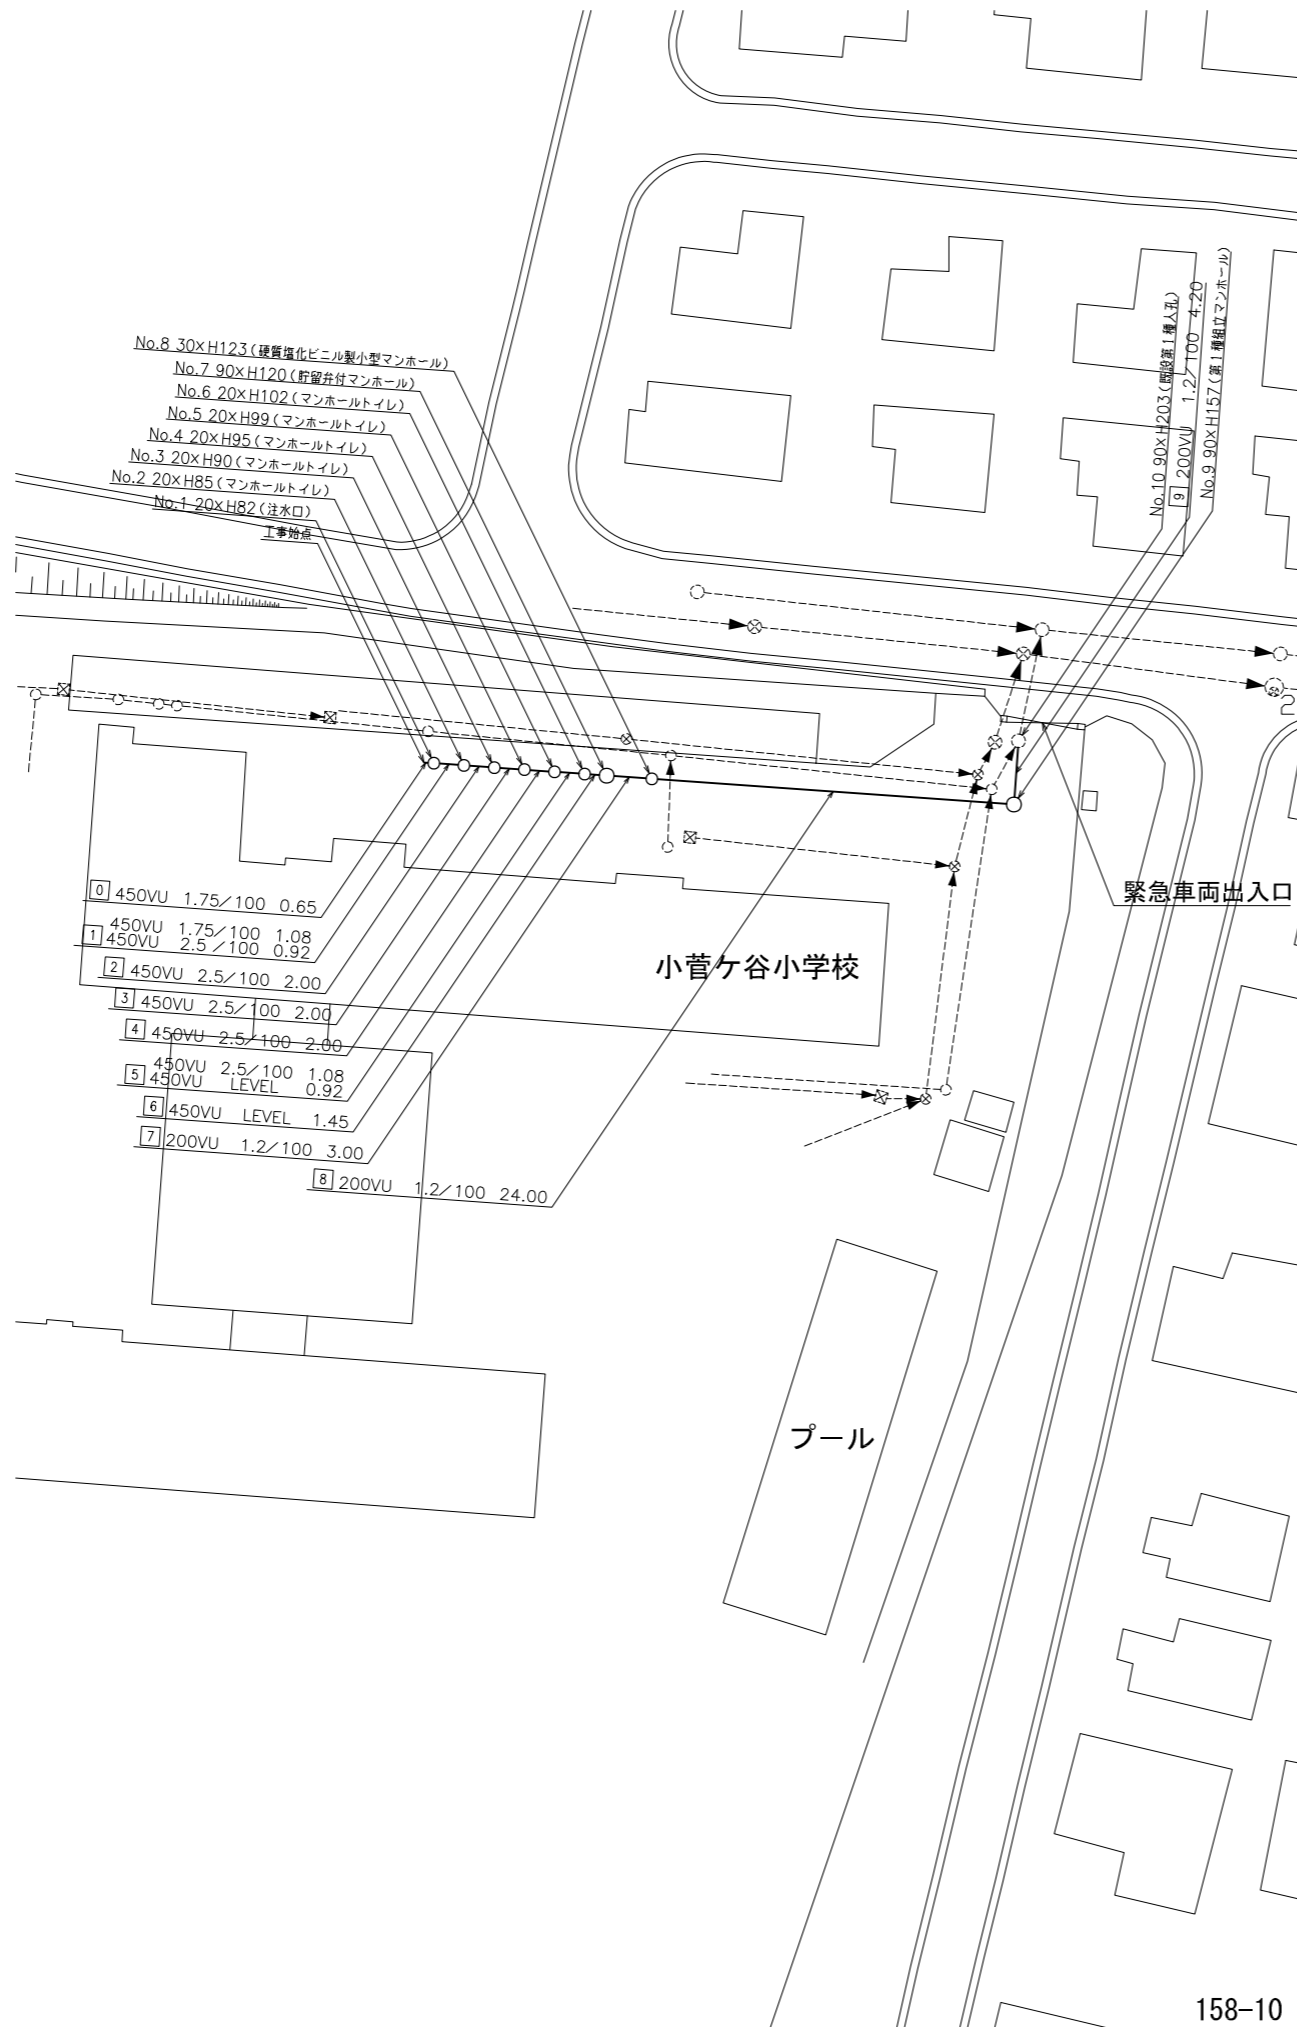 No.8 30×H123(硬質塩化ビニル製小型マンホール)
No.7 90×H120(貯留弁付マンホール)
No.6 20×H102(マンホールトイレ)
No.5 20×H99(マンホールトイレ)
No.4 20×H95(マンホールトイレ)
No.3 20×H90(マンホールトイレ)
No.2 20×H85(マンホールトイレ)
No.1 20×H82(注水口)
工事始点
No.10 90×H203(既設第1種人孔)
9 200VU 1.2/100 4.20
No.9 90×H157(第1種組立マンホール)
緊急車両出入口
0 450VU 1.75/100 0.65
450VU 1.75/100 1.08
1 450VU 2.5/100 0.92
2 450VU 2.5/100 2.00
3 450VU 2.5/100 2.00
4 450VU 2.5/100 2.00
450VU 2.5/100 1.08
5 450VU LEVEL 0.92
6 450VU LEVEL 1.45
7 200VU 1.2/100 3.00
8 200VU 1.2/100 24.00
小菅ケ谷小学校
プール
158-10